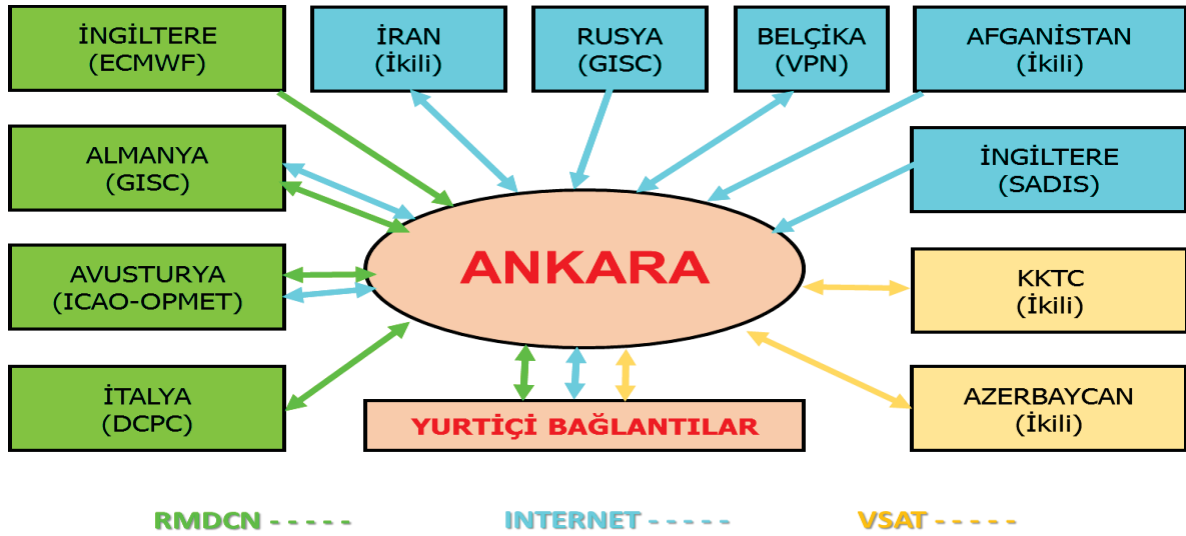 İNGİLTERE
(ECMWF)
İRAN
(İkili)
RUSYA
(GISC)
BELÇİKA
(VPN)
AFGANİSTAN
(İkili)
ALMANYA
(GISC)
İNGİLTERE
(SADIS)
ANKARA
AVUSTURYA
(ICAO-OPMET)
KKTC
(İkili)
İTALYA
(DCPC)
YURTİÇİ BAĞLANTILAR
AZERBAYCAN
(İkili)
RMDCN - - - - -
INTERNET - - - - -
VSAT - - - - -